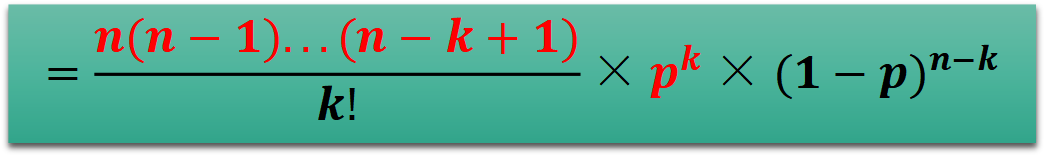 = n(n − 1)…(n − k + 1) / k! × p^k × (1 − p)^{n−k}